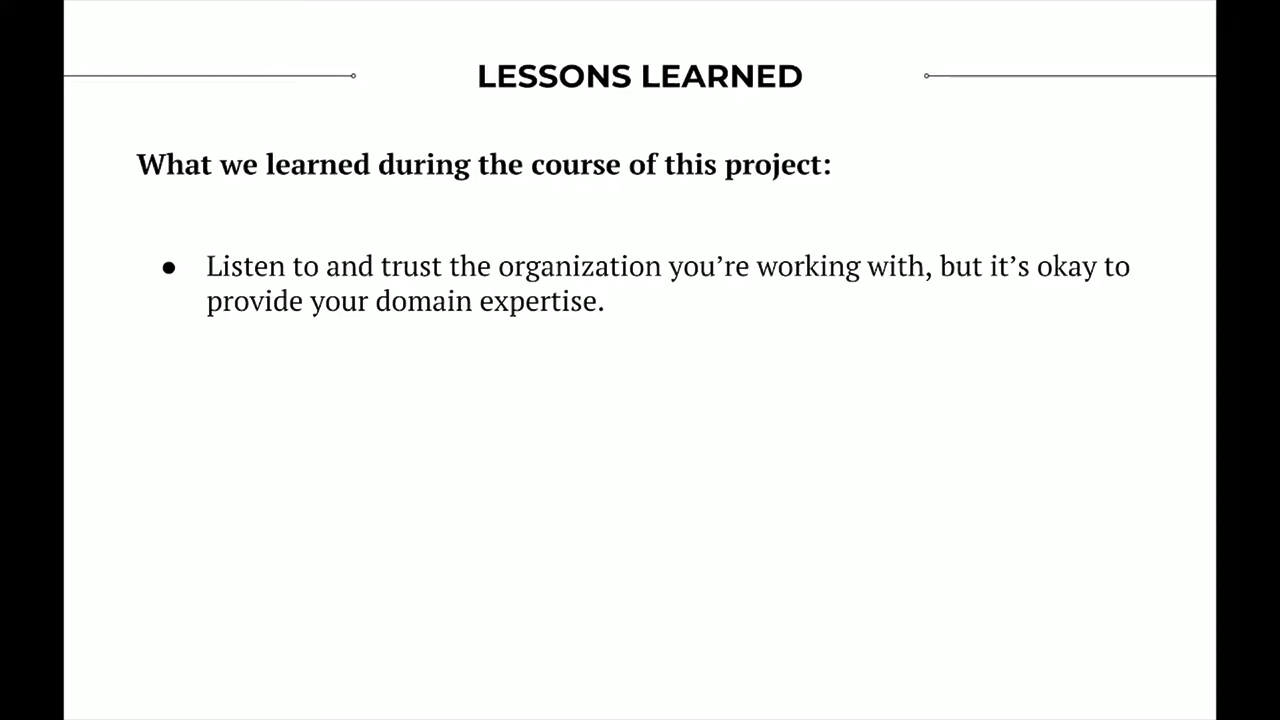 LESSONS LEARNED
What we learned during the course of this project:
● Listen to and trust the organization you’re working with, but it’s okay to
provide your domain expertise.